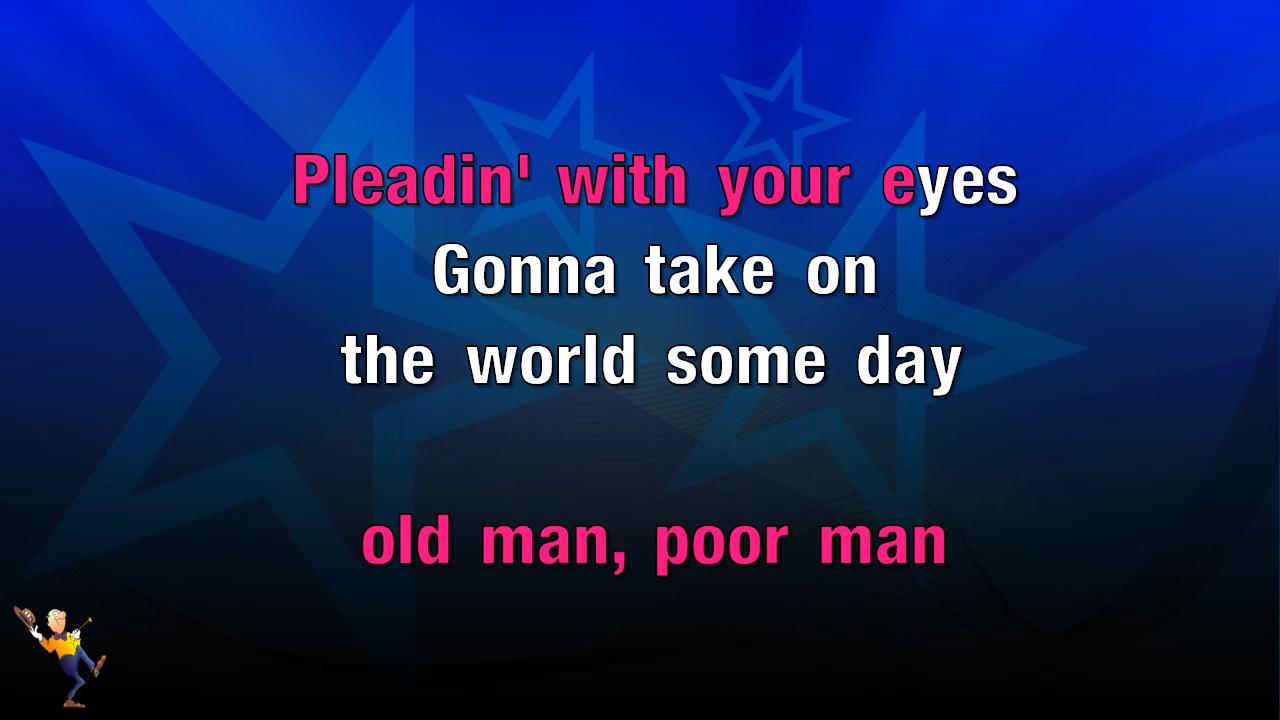 Pleadin' with your eyes
Gonna take on
the world some day
old man, poor man